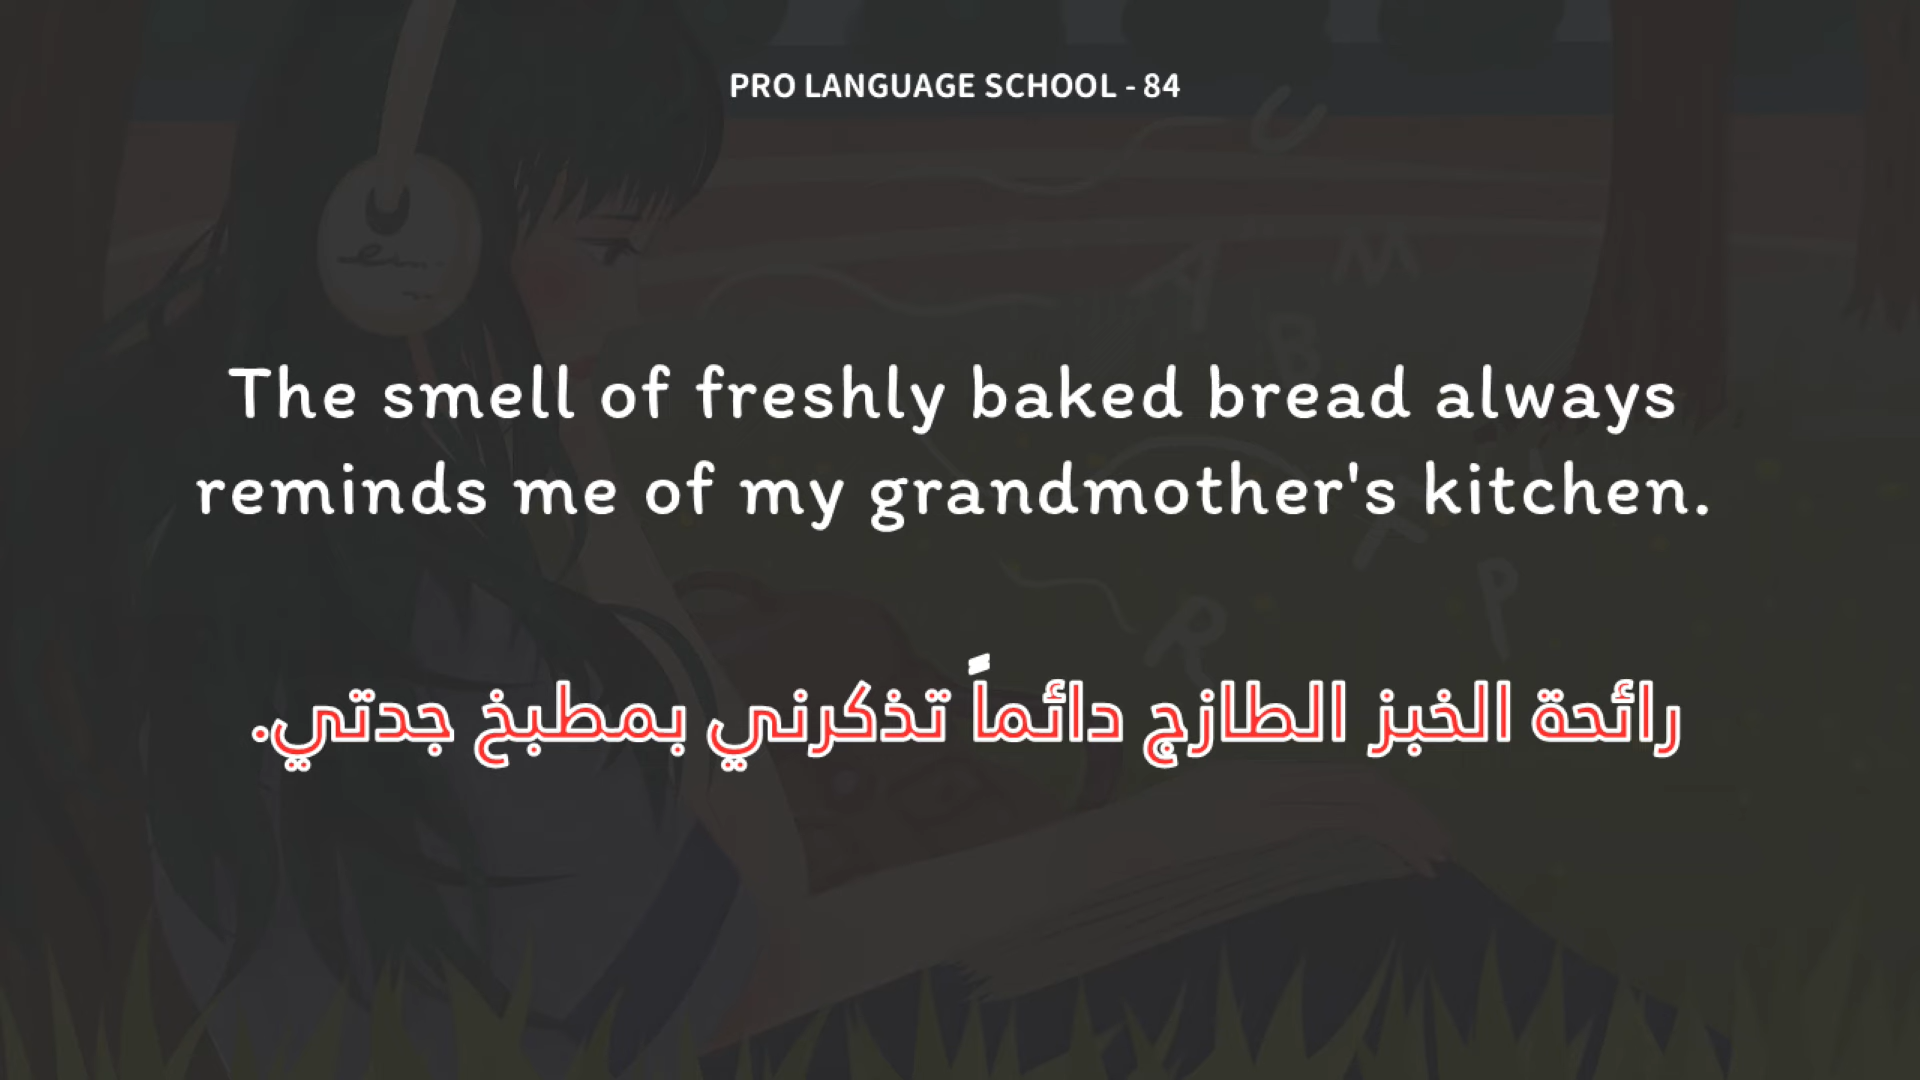 PRO LANGUAGE SCHOOL - 84
The smell of freshly baked bread always
reminds me of my grandmother's kitchen.
رائحة الخبز الطازج دائماً تذكرني بمطبخ جدتي.